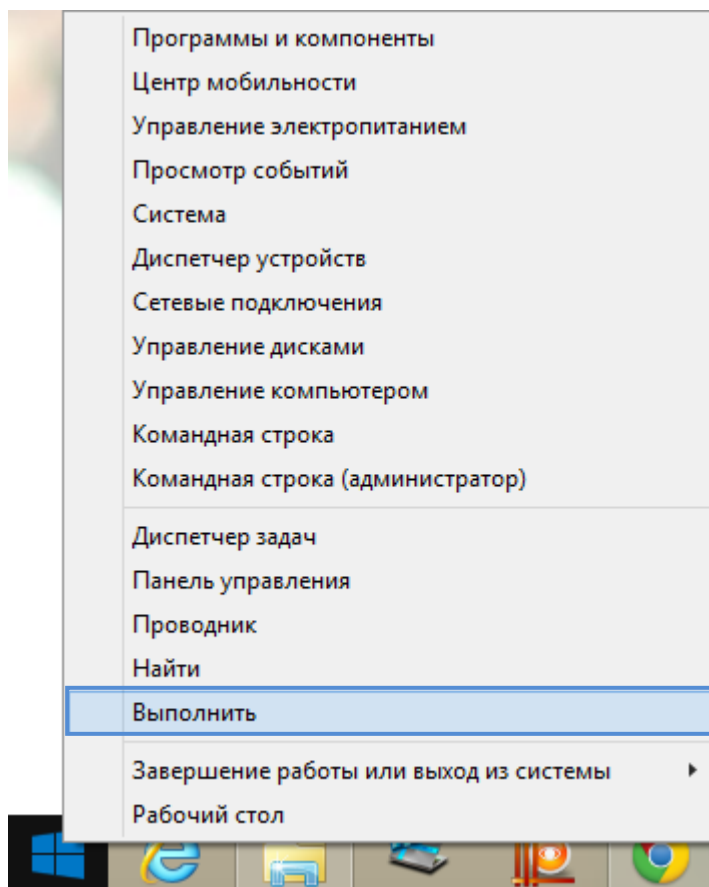 Программы и компоненты
Центр мобильности
Управление электропитанием
Просмотр событий
Система
Диспетчер устройств
Сетевые подключения
Управление дисками
Управление компьютером
Командная строка
Командная строка (администратор)
Диспетчер задач
Панель управления
Проводник
Найти
Выполнить
Завершение работы или выход из системы
Рабочий стол